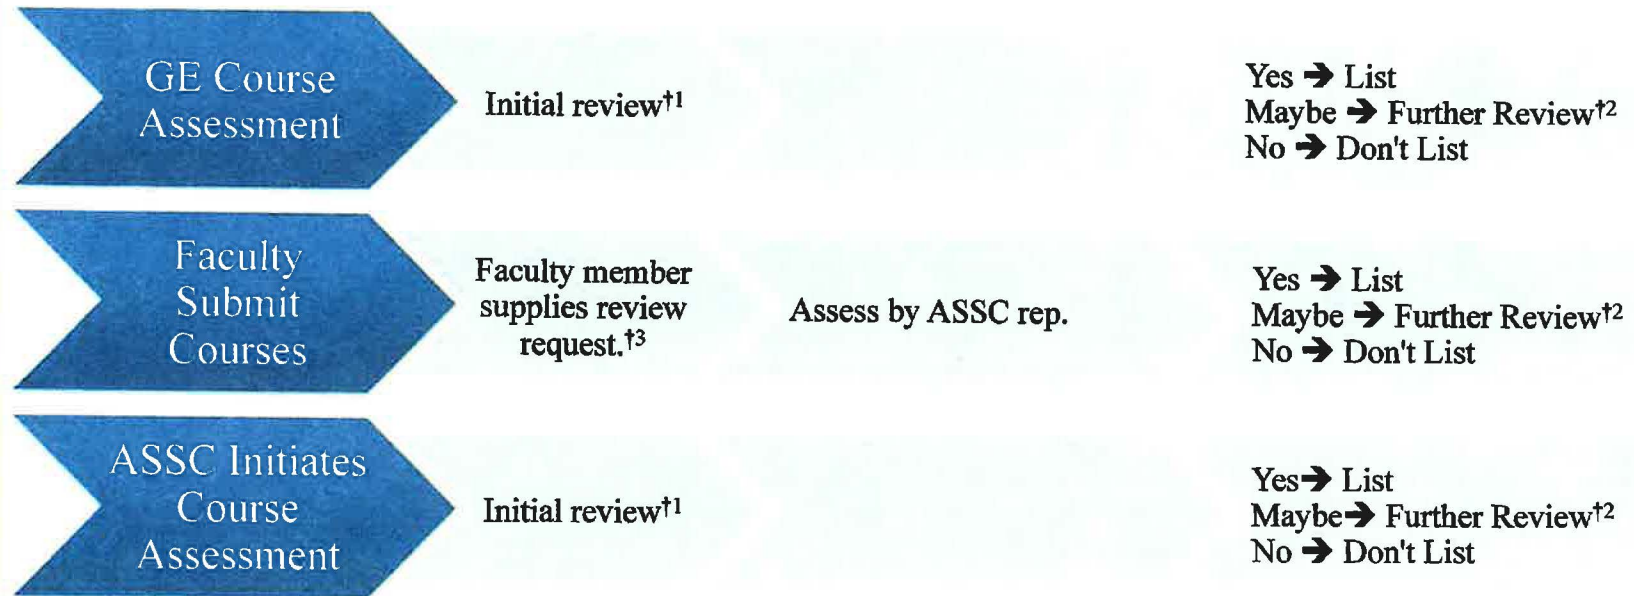 GE Course
Assessment
Initial review†1
Yes ➔ List
Maybe ➔ Further Review†2
No ➔ Don't List
Faculty
Submit
Courses
Faculty member
supplies review
request.†3
Assess by ASSC rep.
Yes ➔ List
Maybe ➔ Further Review†2
No ➔ Don't List
ASSC Initiates
Course
Assessment
Initial review†1
Yes➔ List
Maybe➔ Further Review†2
No ➔ Don't List